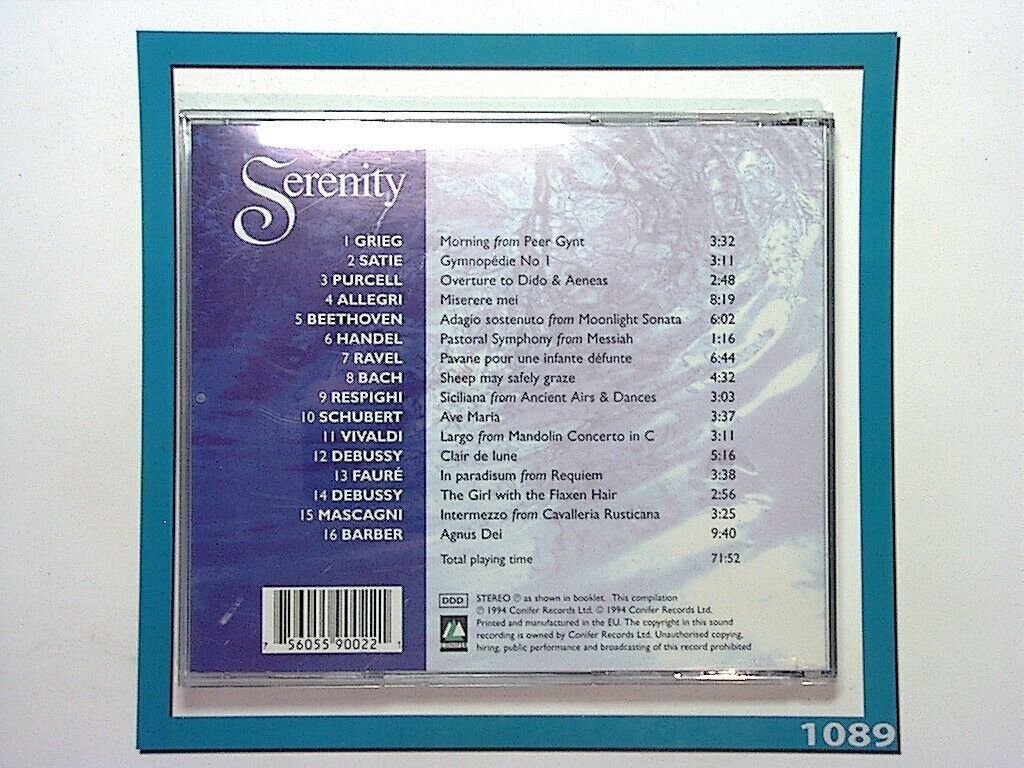 Serenity
1 GRIEG Morning from Peer Gynt 3:32
2 SATIE Gymnopédie No 1 3:11
3 PURCELL Overture to Dido & Aeneas 2:48
4 ALLEGRI Miserere mei 8:19
5 BEETHOVEN Adagio sostenuto from Moonlight Sonata 6:02
6 HANDEL Pastoral Symphony from Messiah 1:16
7 RAVEL Pavane pour une infante défunte 6:44
8 BACH Sheep may safely graze 4:32
9 RESPIGHI Siciliana from Ancient Airs & Dances 3:03
10 SCHUBERT Ave Maria 3:37
11 VIVALDI Largo from Mandolin Concerto in C 3:11
12 DEBUSSY Clair de lune 5:16
13 FAURÉ In paradisum from Requiem 3:38
14 DEBUSSY The Girl with the Flaxen Hair 2:56
15 MASCAGNI Intermezzo from Cavalleria Rusticana 3:25
16 BARBER Agnus Dei 9:40
Total playing time 71:52
DDD STEREO ℗ as shown in booklet. This compilation
℗ 1994 Conifer Records Ltd. © 1994 Conifer Records Ltd.
Printed and manufactured in the EU. The copyright in this sound
recording is owned by Conifer Records Ltd. Unauthorised copying,
hiring, public performance and broadcasting of this record prohibited
7 56055 90022
1089